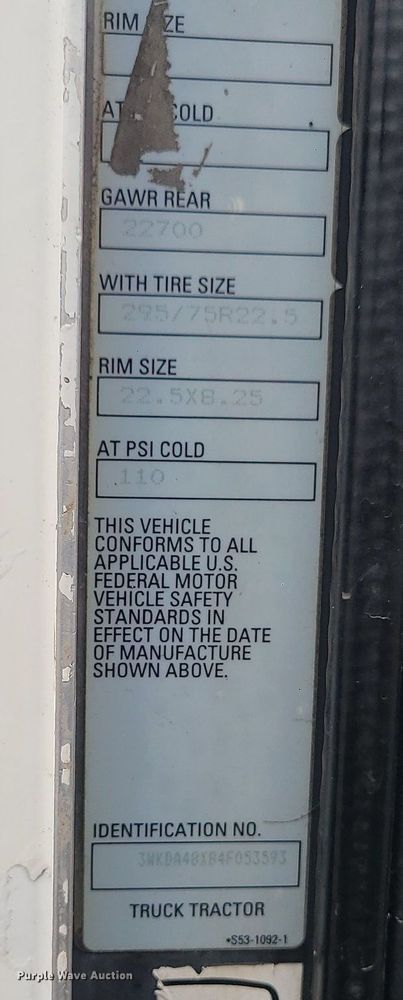 RIM SIZE
AT PSI COLD
GAWR REAR
22700
WITH TIRE SIZE
295/75R22.5
RIM SIZE
22.5X8.25
AT PSI COLD
110
THIS VEHICLE
CONFORMS TO ALL
APPLICABLE U.S.
FEDERAL MOTOR
VEHICLE SAFETY
STANDARDS IN
EFFECT ON THE DATE
OF MANUFACTURE
SHOWN ABOVE.
IDENTIFICATION NO.
3WKDA48X84F053593
TRUCK TRACTOR
•S53-1092-1
Purple Wave Auction